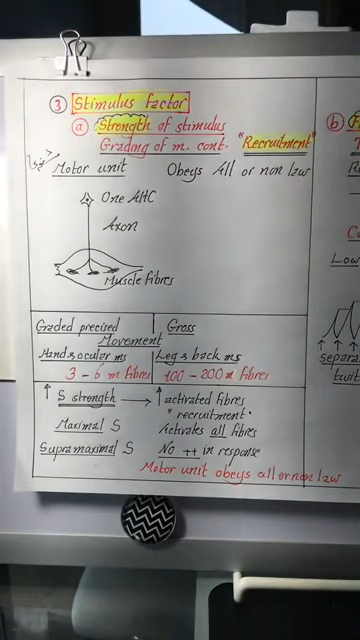 ③ Stimulus factor
ⓐ Strength of stimulus
Grading of m. cont. "Recruitment"
Motor unit Obeys All or non law
One AHC
Axon
Muscle fibres
Graded precised Gross
Movement
Hand & ocular ms Leg & back ms
3 - 6 m fibres 100 - 200 m fibres
↑ S strength → ↑ activated fibres
"recruitment"
Maximal S Activates all fibres
Supramaximal S No ++ in response
Motor unit obeys all or non law
ⓑ
Low
separa
twit